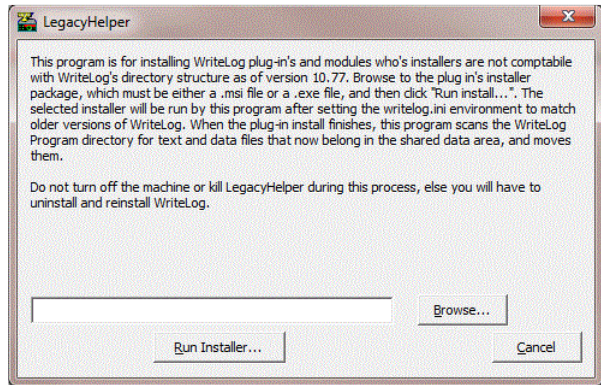 LegacyHelper
This program is for installing WriteLog plug-in's and modules who's installers are not comptable
with WriteLog's directory structure as of version 10.77. Browse to the plug in's installer
package, which must be either a .msi file or a .exe file, and then click "Run install...". The
selected installer will be run by this program after setting the writelog.ini environment to match
older versions of WriteLog. When the plug-in install finishes, this program scans the WriteLog
Program directory for text and data files that now belong in the shared data area, and moves
them.
Do not turn off the machine or kill LegacyHelper during this process, else you will have to
uninstall and reinstall WriteLog.
Browse...
Run Installer...
Cancel